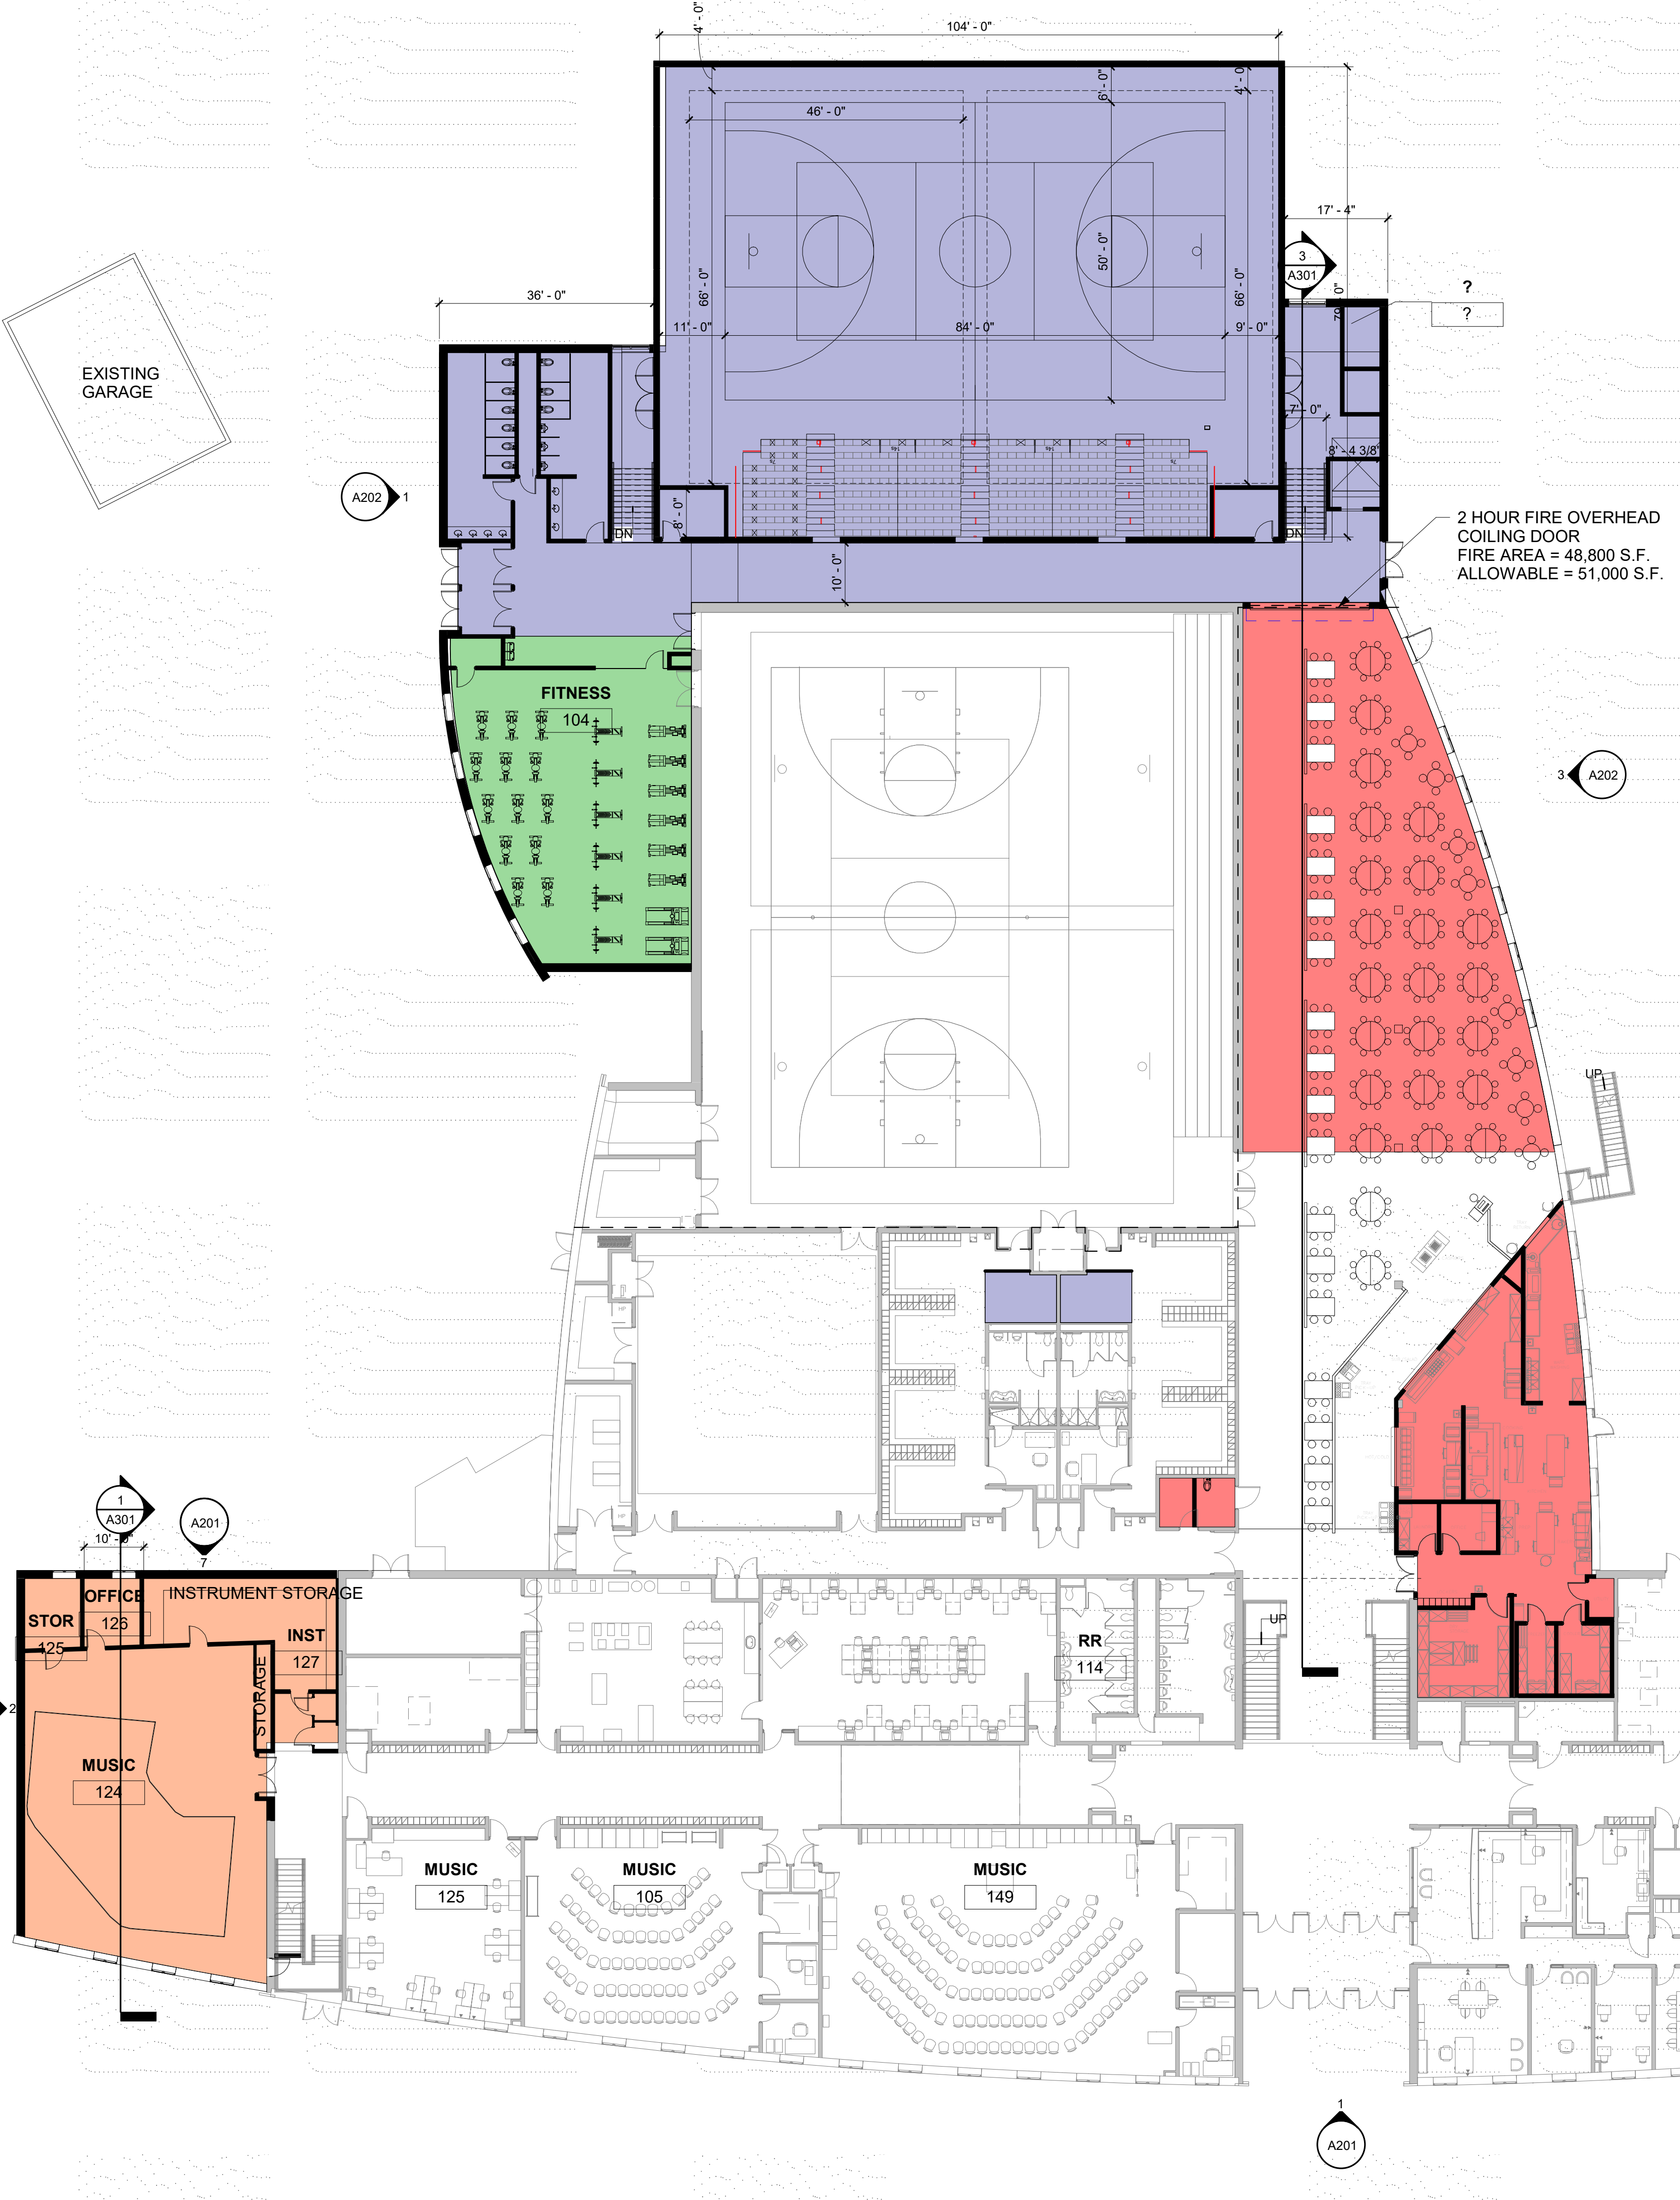 104' - 0"
4' - 0"
6' - 0"
4' - 0
46' - 0"
17' - 4"
3
A301
50' - 0"
66' - 0"
66' - 0"
79' - 0"
?
?
36' - 0"
11' - 0"
84' - 0"
9' - 0"
EXISTING
GARAGE
7' - 0"
8' - 4 3/8"
A202
1
8' - 0"
DN
DN
2 HOUR FIRE OVERHEAD
COILING DOOR
FIRE AREA = 48,800 S.F.
ALLOWABLE = 51,000 S.F.
10' - 0"
FITNESS
104
3
A202
UP
HP
HP
1
A301
A201
7
10' - 0"
OFFICE
126
INSTRUMENT STORAGE
STOR
125
INST
127
STORAGE
UP
RR
114
2
MUSIC
124
MUSIC
125
MUSIC
105
MUSIC
149
1
A201